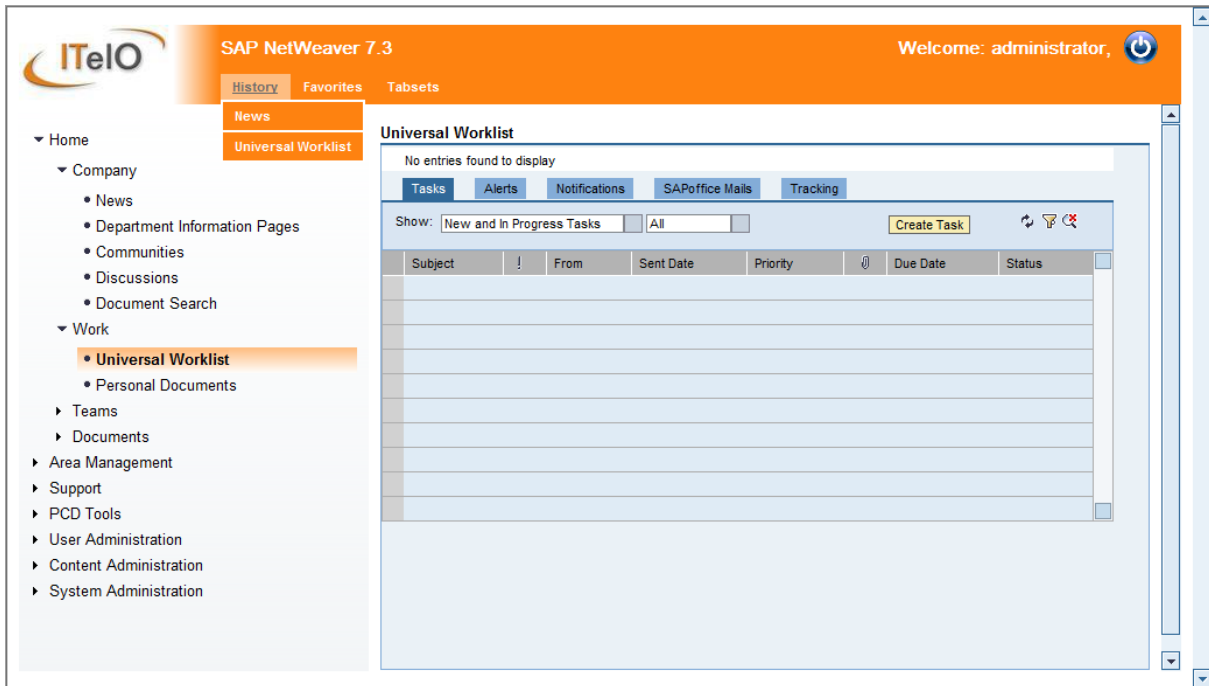 ITelO
SAP NetWeaver 7.3
Welcome: administrator,
History Favorites Tabsets
News
Universal Worklist
Home
Company
News
Department Information Pages
Communities
Discussions
Document Search
Work
Universal Worklist
Personal Documents
Teams
Documents
Area Management
Support
PCD Tools
User Administration
Content Administration
System Administration
Universal Worklist
No entries found to display
Tasks Alerts Notifications SAPoffice Mails Tracking
Show: New and In Progress Tasks All Create Task
Subject ! From Sent Date Priority Due Date Status